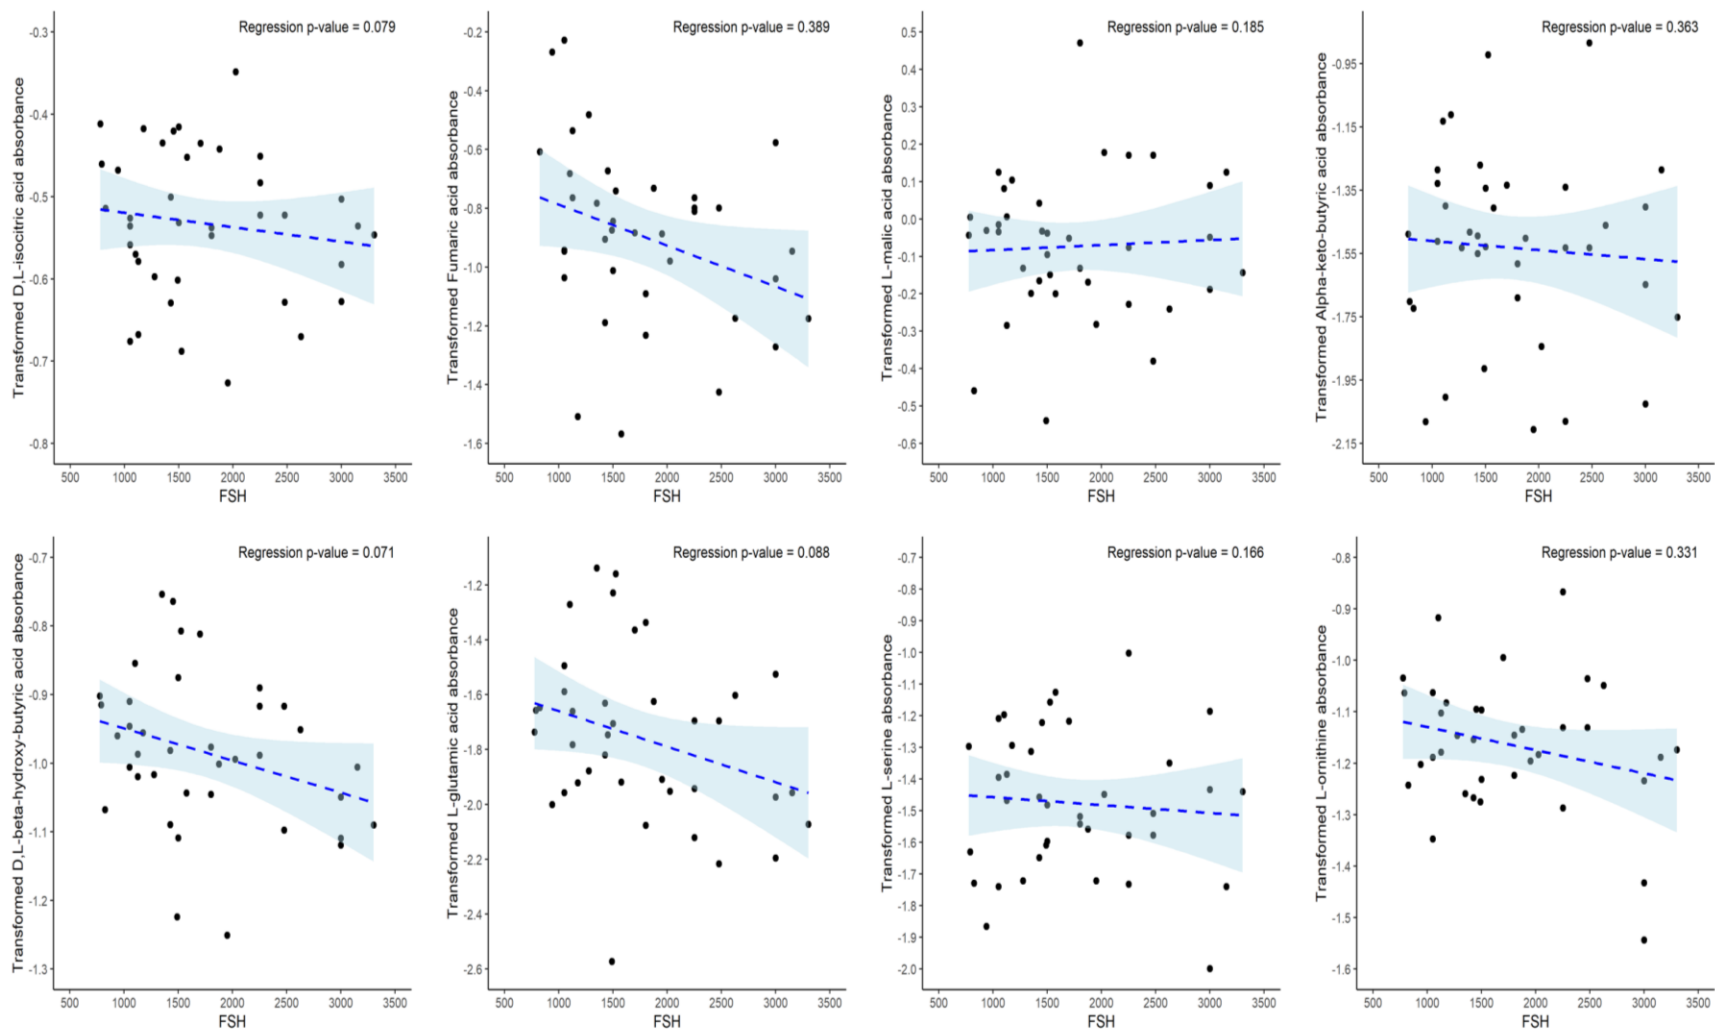 Regression p-value = 0.079
Transformed D,L-isocitric acid absorbance
-0.3
-0.4
-0.5
-0.6
-0.7
-0.8
500 1000 1500 2000 2500 3000 3500
FSH
Regression p-value = 0.389
Transformed Fumaric acid absorbance
-0.2
-0.4
-0.6
-0.8
-1.0
-1.2
-1.4
-1.6
500 1000 1500 2000 2500 3000 3500
FSH
Regression p-value = 0.185
Transformed L-malic acid absorbance
0.5
0.4
0.3
0.2
0.1
0.0
-0.1
-0.2
-0.3
-0.4
-0.5
-0.6
500 1000 1500 2000 2500 3000 3500
FSH
Regression p-value = 0.363
Transformed Alpha-keto-butyric acid absorbance
-0.95
-1.15
-1.35
-1.55
-1.75
-1.95
-2.15
500 1000 1500 2000 2500 3000 3500
FSH
Regression p-value = 0.071
Transformed D,L-beta-hydroxy-butyric acid absorbance
-0.7
-0.8
-0.9
-1.0
-1.1
-1.2
-1.3
500 1000 1500 2000 2500 3000 3500
FSH
Regression p-value = 0.088
Transformed L-glutamic acid absorbance
-1.2
-1.4
-1.6
-1.8
-2.0
-2.2
-2.4
-2.6
500 1000 1500 2000 2500 3000 3500
FSH
Regression p-value = 0.166
Transformed L-serine absorbance
-0.7
-0.8
-0.9
-1.0
-1.1
-1.2
-1.3
-1.4
-1.5
-1.6
-1.7
-1.8
-1.9
-2.0
500 1000 1500 2000 2500 3000 3500
FSH
Regression p-value = 0.331
Transformed L-ornithine absorbance
-0.8
-0.9
-1.0
-1.1
-1.2
-1.3
-1.4
-1.5
-1.6
500 1000 1500 2000 2500 3000 3500
FSH